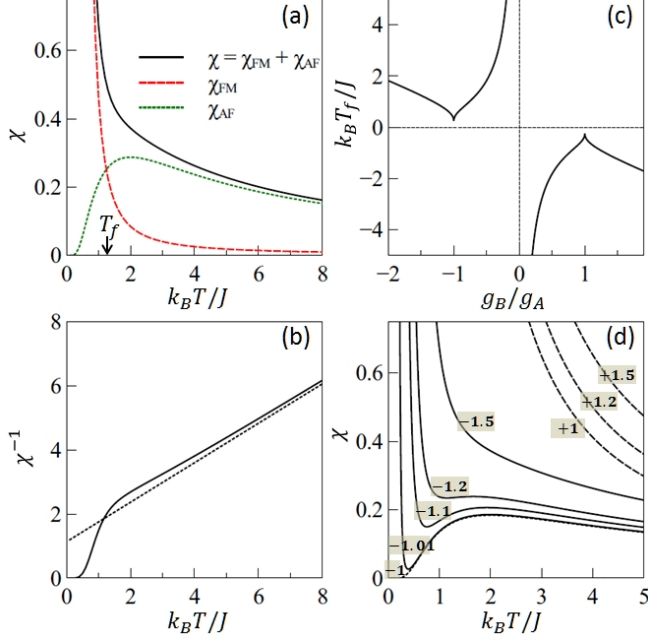 (a)
χ = χFM + χAF
χFM
χAF
Tf
χ
0.6
0.4
0.2
0
0 2 4 6 8
kBT/J
(c)
kBTf/J
4
2
0
−2
−4
−2 −1 0 1
gB/gA
(b)
χ−1
8
6
4
2
0
0 2 4 6 8
kBT/J
(d)
χ
0.6
0.4
0.2
0
+1.5
+1.2
+1
−1.5
−1.2
−1.1
−1.01
−1
0 1 2 3 4 5
kBT/J